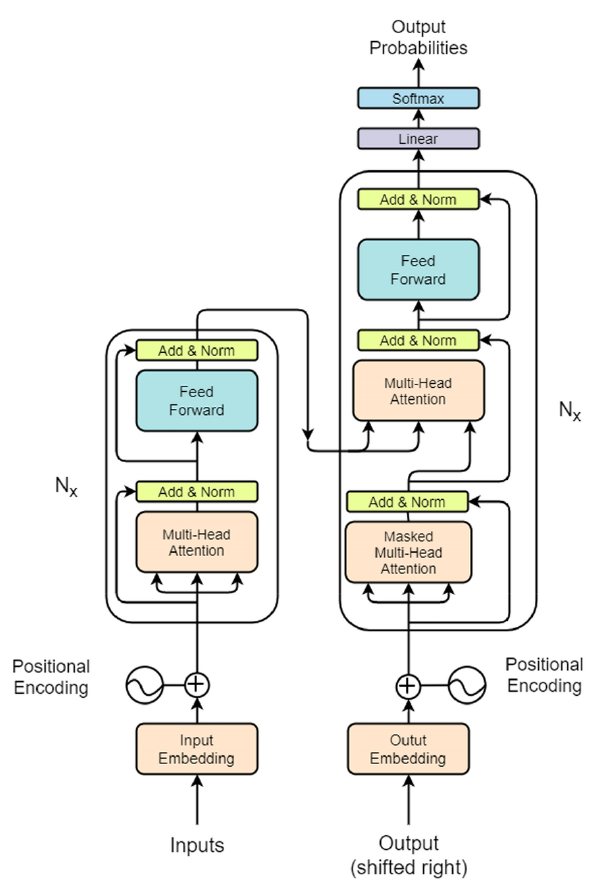 Output
Probabilities
Softmax
Linear
Add & Norm
Feed
Forward
Add & Norm
Multi-Head
Attention
Nx
Add & Norm
Masked
Multi-Head
Attention
Add & Norm
Feed
Forward
Nx
Add & Norm
Multi-Head
Attention
Positional
Encoding
Positional
Encoding
Input
Embedding
Outut
Embedding
Inputs
Output
(shifted right)